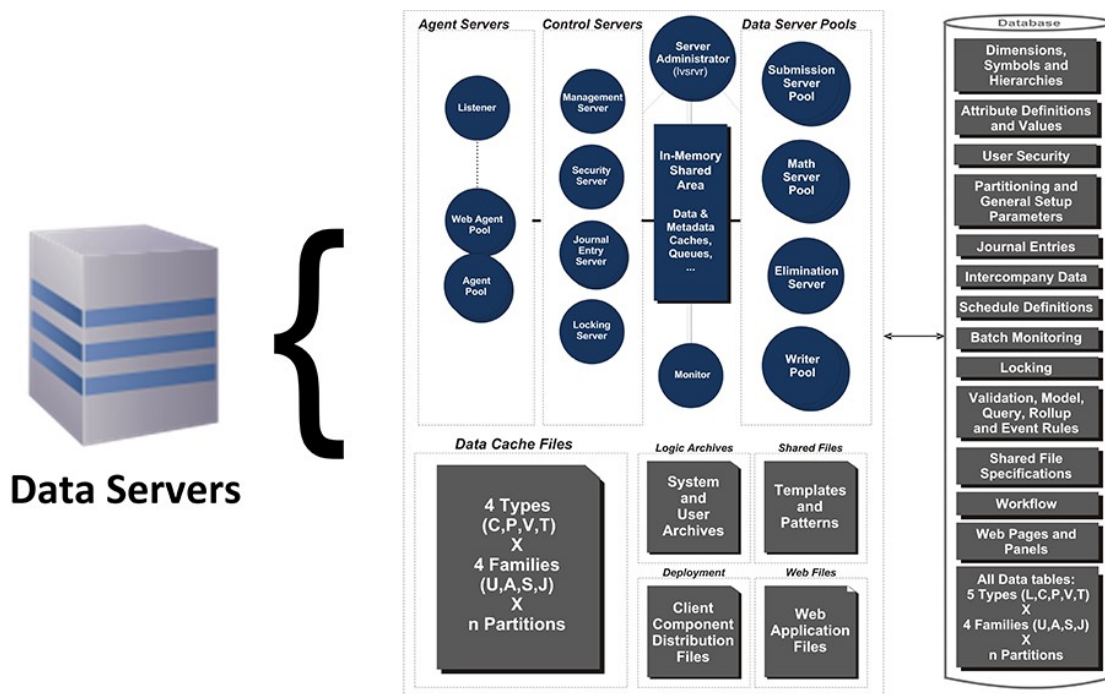 Data Servers
Agent Servers
Listener
Web Agent
Pool
Agent
Pool
Control Servers
Management
Server
Security
Server
Journal
Entry
Server
Locking
Server
Server
Administrator
(lvsrvr)
In-Memory
Shared
Area
Data &
Metadata
Caches,
Queues,
...
Monitor
Data Server Pools
Submission
Server
Pool
Math
Server
Pool
Elimination
Server
Writer
Pool
Data Cache Files
4 Types
(C,P,V,T)
X
4 Families
(U,A,S,J)
X
n Partitions
Logic Archives
System
and
User
Archives
Shared Files
Templates
and
Patterns
Deployment
Client
Component
Distribution
Files
Web Files
Web
Application
Files
Database
Dimensions,
Symbols and
Hierarchies
Attribute Definitions
and Values
User Security
Partitioning and
General Setup
Parameters
Journal Entries
Intercompany Data
Schedule Definitions
Batch Monitoring
Locking
Validation, Model,
Query, Rollup
and Event Rules
Shared File
Specifications
Workflow
Web Pages and
Panels
All Data tables:
5 Types (L,C,P,V,T)
X
4 Families (U,A,S,J)
X
n Partitions